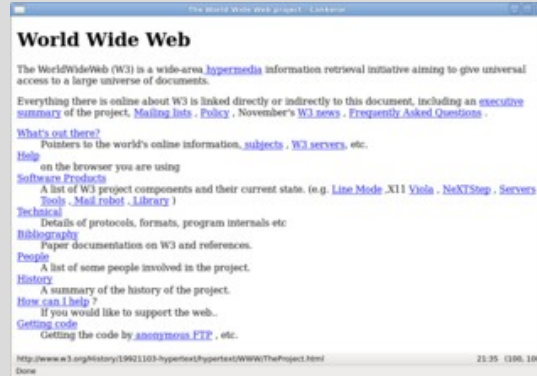 The World Wide Web project - Conkeror
World Wide Web
The WorldWideWeb (W3) is a wide-area hypermedia information retrieval initiative aiming to give universal
access to a large universe of documents.
Everything there is online about W3 is linked directly or indirectly to this document, including an executive
summary of the project, Mailing lists , Policy , November's W3 news , Frequently Asked Questions .
What's out there?
Pointers to the world's online information, subjects , W3 servers, etc.
Help
on the browser you are using
Software Products
A list of W3 project components and their current state. (e.g. Line Mode ,X11 Viola , NeXTStep , Servers
Tools , Mail robot , Library )
Technical
Details of protocols, formats, program internals etc
Bibliography
Paper documentation on W3 and references.
People
A list of some people involved in the project.
History
A summary of the history of the project.
How can I help ?
If you would like to support the web..
Getting code
Getting the code by anonymous FTP , etc.
http://www.w3.org/History/19921103-hypertext/hypertext/WWW/TheProject.html 21:35 (100, 100
Done